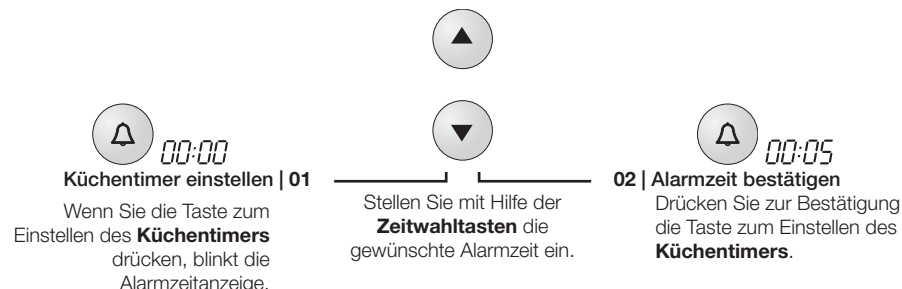 00:00
Küchentimer einstellen | 01
Wenn Sie die Taste zum
Einstellen des Küchentimers
drücken, blinkt die
Alarmzeitanzeige.
Stellen Sie mit Hilfe der
Zeitwahltasten die
gewünschte Alarmzeit ein.
00:05
02 | Alarmzeit bestätigen
Drücken Sie zur Bestätigung
die Taste zum Einstellen des
Küchentimers.